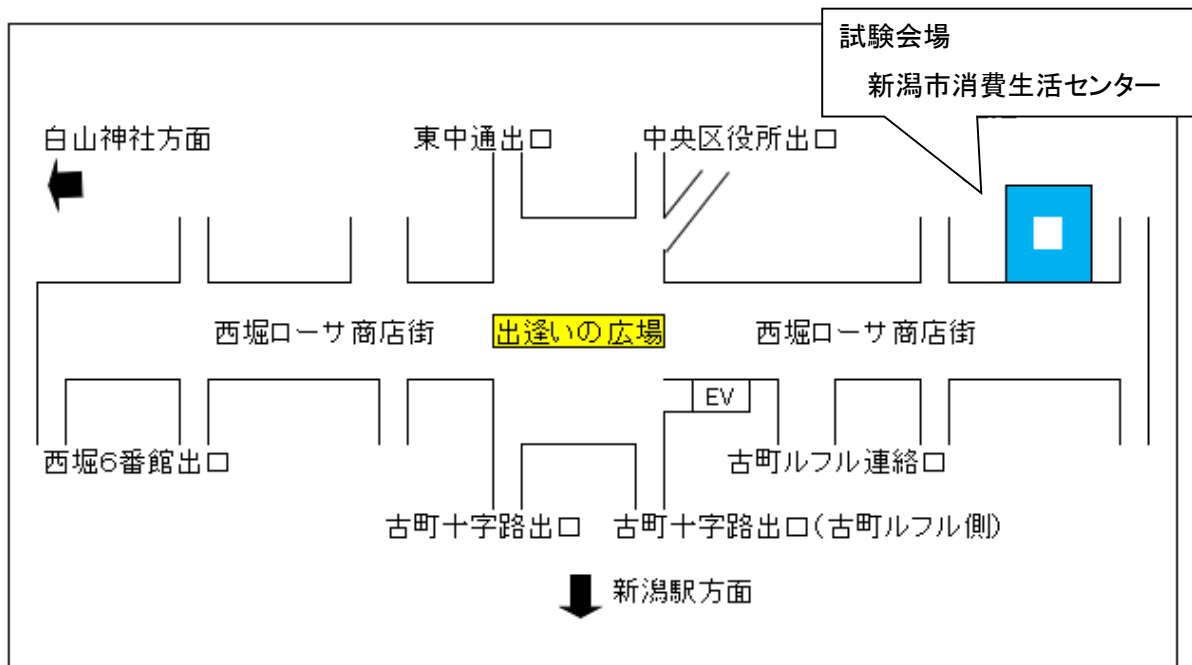 試験会場
新潟市消費生活センター
白山神社方面
東中通出口
中央区役所出口
西堀ローサ商店街
出逢いの広場
西堀ローサ商店街
EV
西堀6番館出口
古町ルフル連絡口
古町十字路出口
古町十字路出口(古町ルフル側)
新潟駅方面